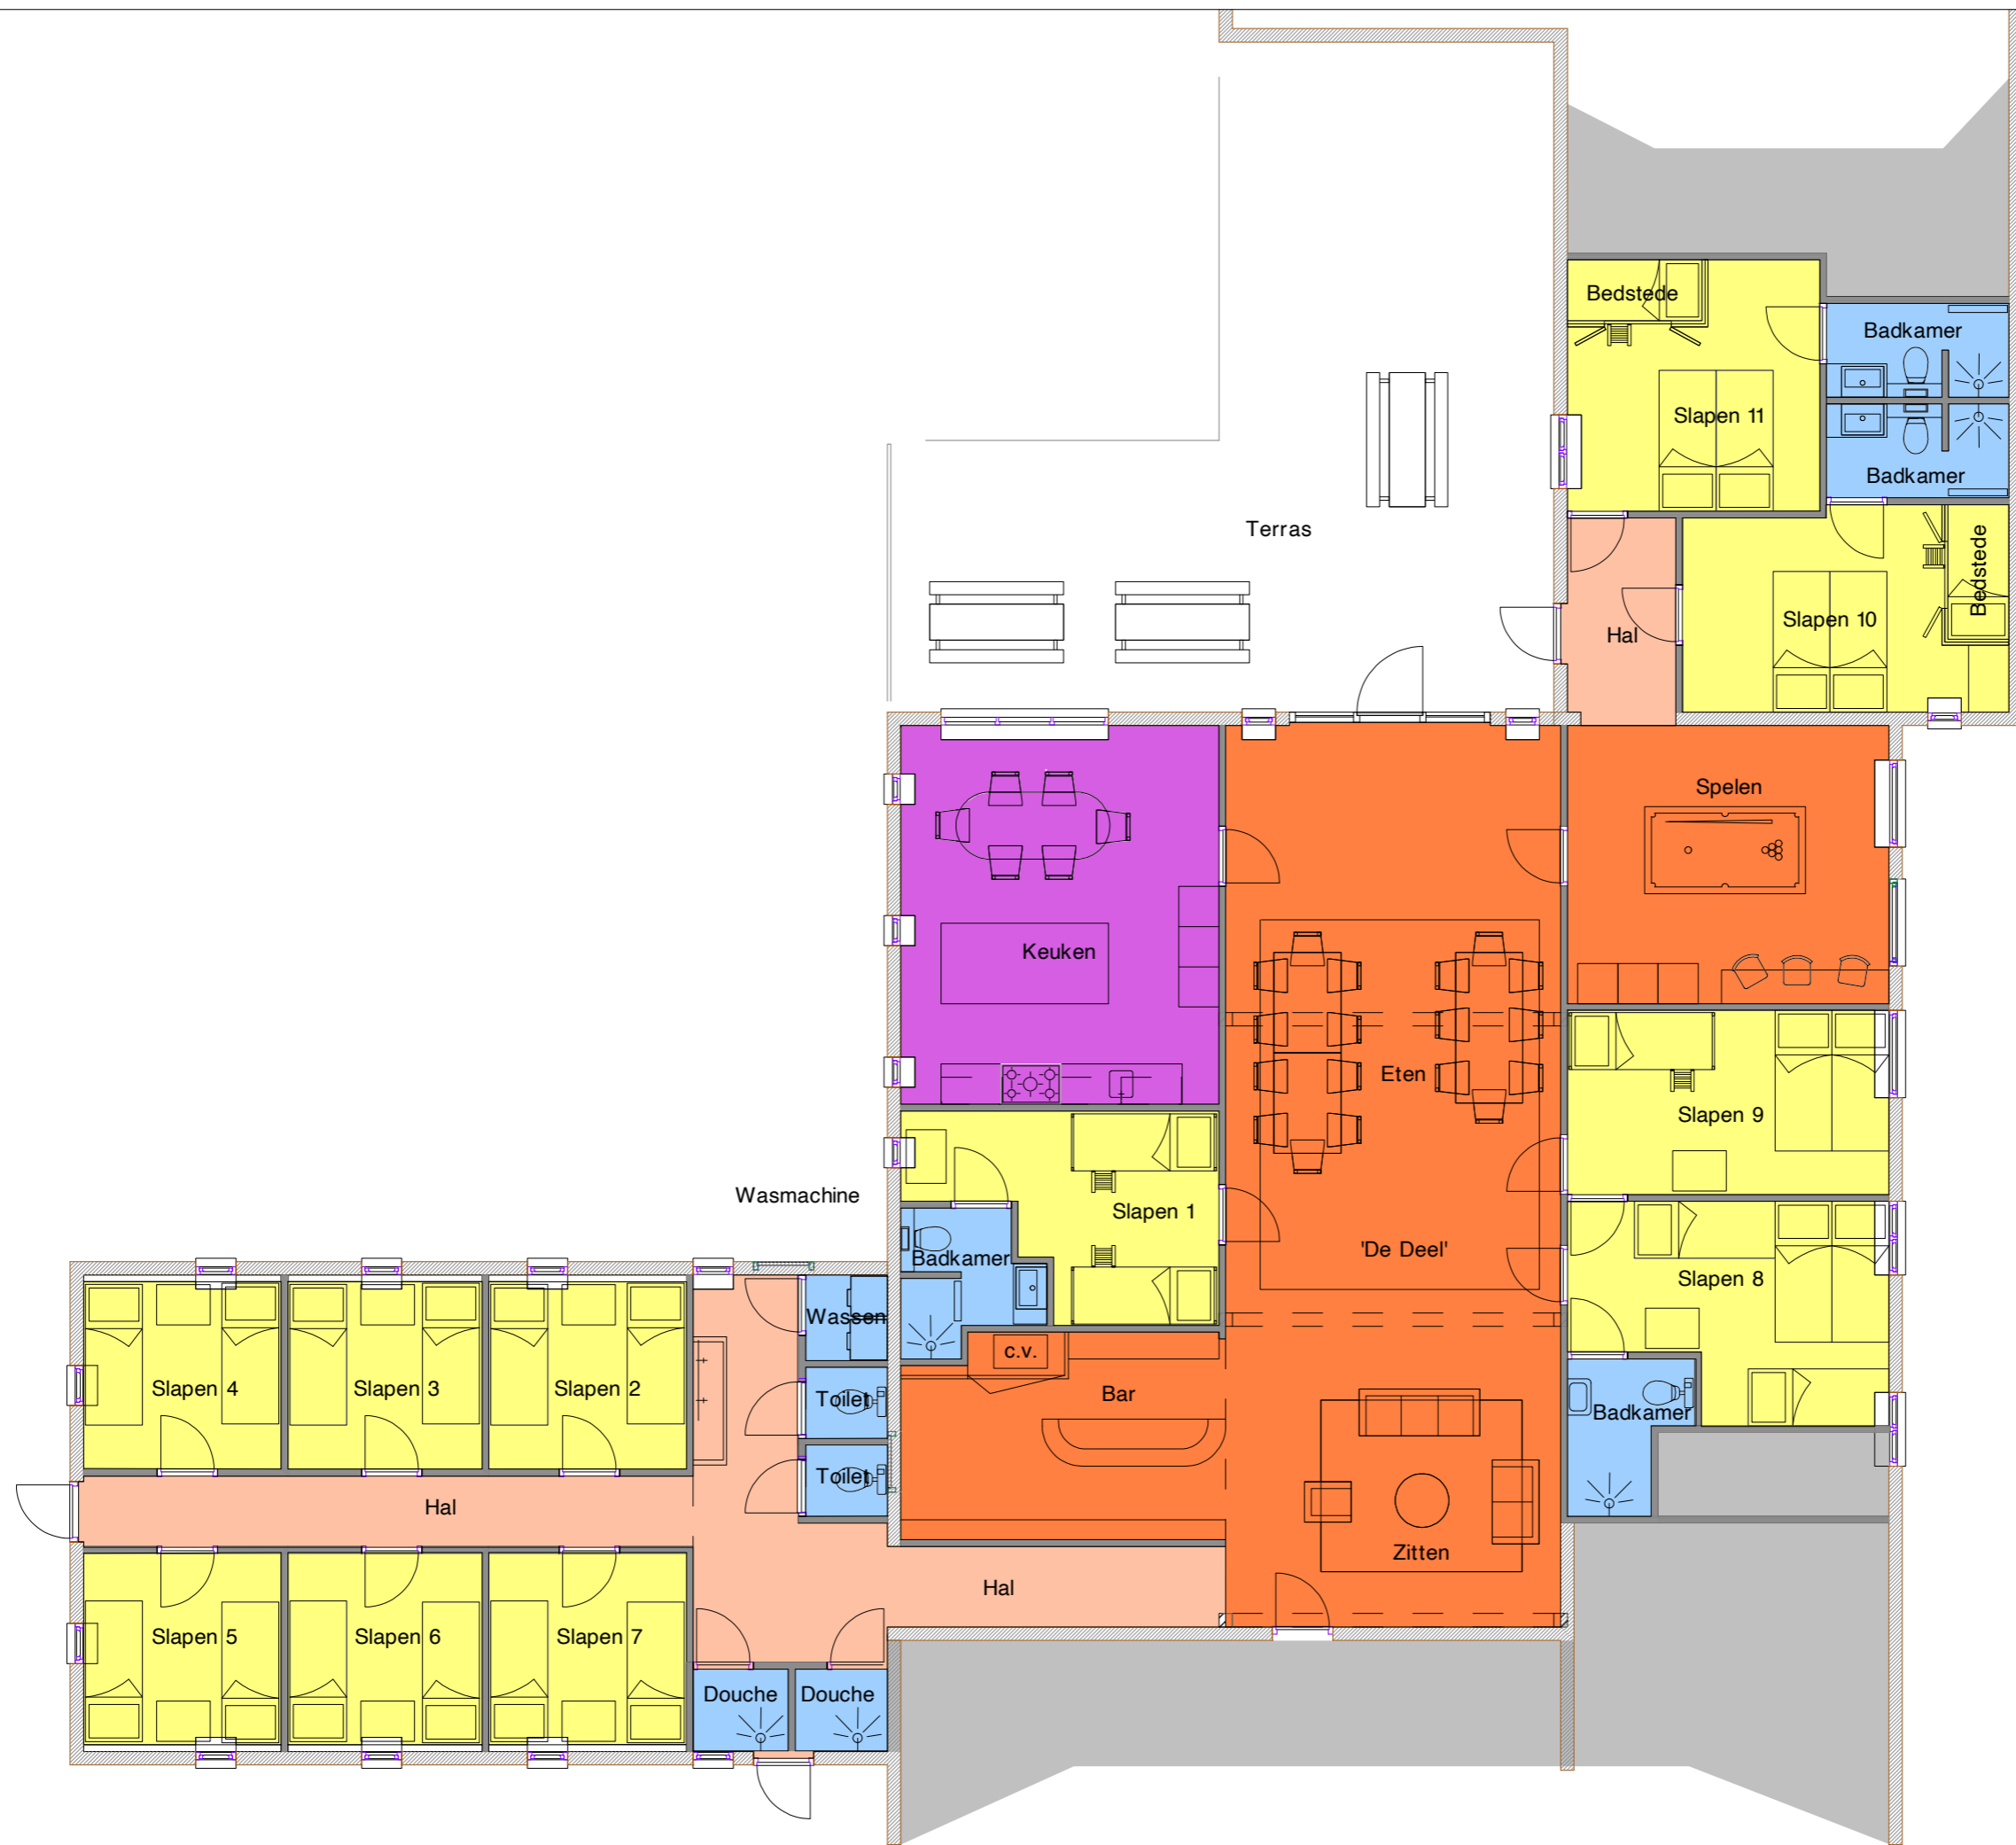 Bedstede
Badkamer
Slapen 11
Badkamer
Terras
Bedstede
Slapen 10
Hal
Spelen
Keuken
Eten
Slapen 9
Wasmachine
Slapen 1
'De Deel'
Badkamer
Slapen 8
Wassen
c.v.
Slapen 4
Slapen 3
Slapen 2
Toilet
Bar
Badkamer
Toilet
Hal
Zitten
Hal
Slapen 5
Slapen 6
Slapen 7
Douche
Douche